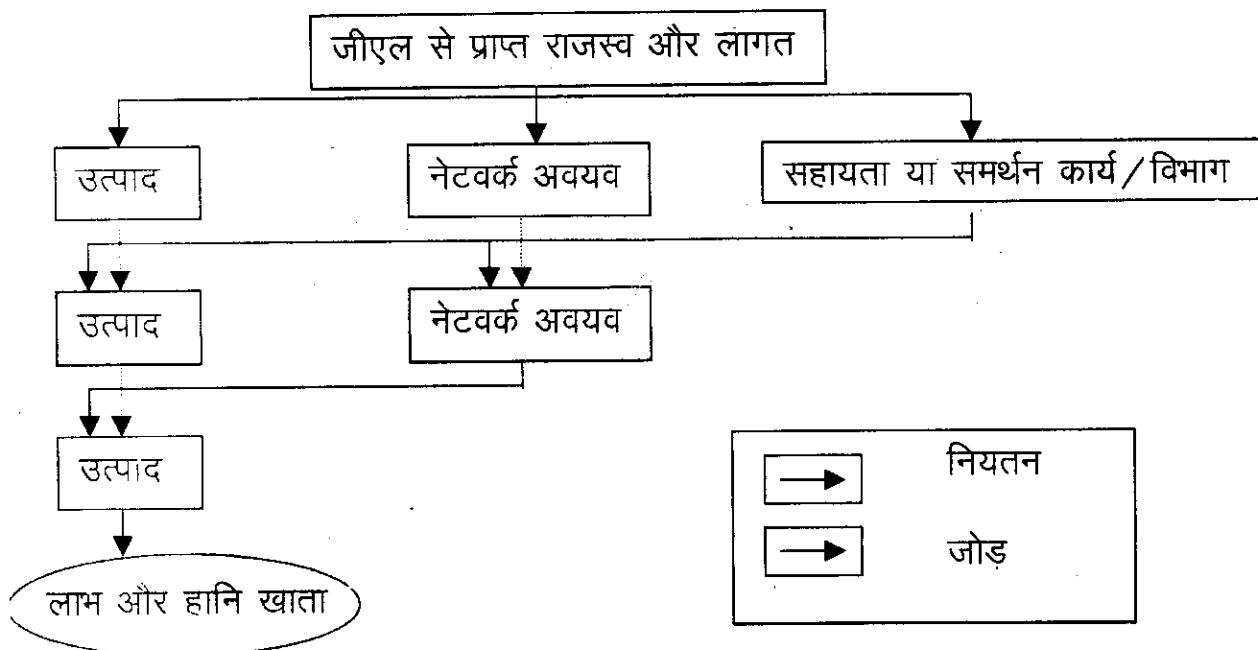 जीएल से प्राप्त राजस्व और लागत
उत्पाद
नेटवर्क अवयव
सहायता या समर्थन कार्य/विभाग
उत्पाद
नेटवर्क अवयव
उत्पाद
नियतन
जोड़
लाभ और हानि खाता